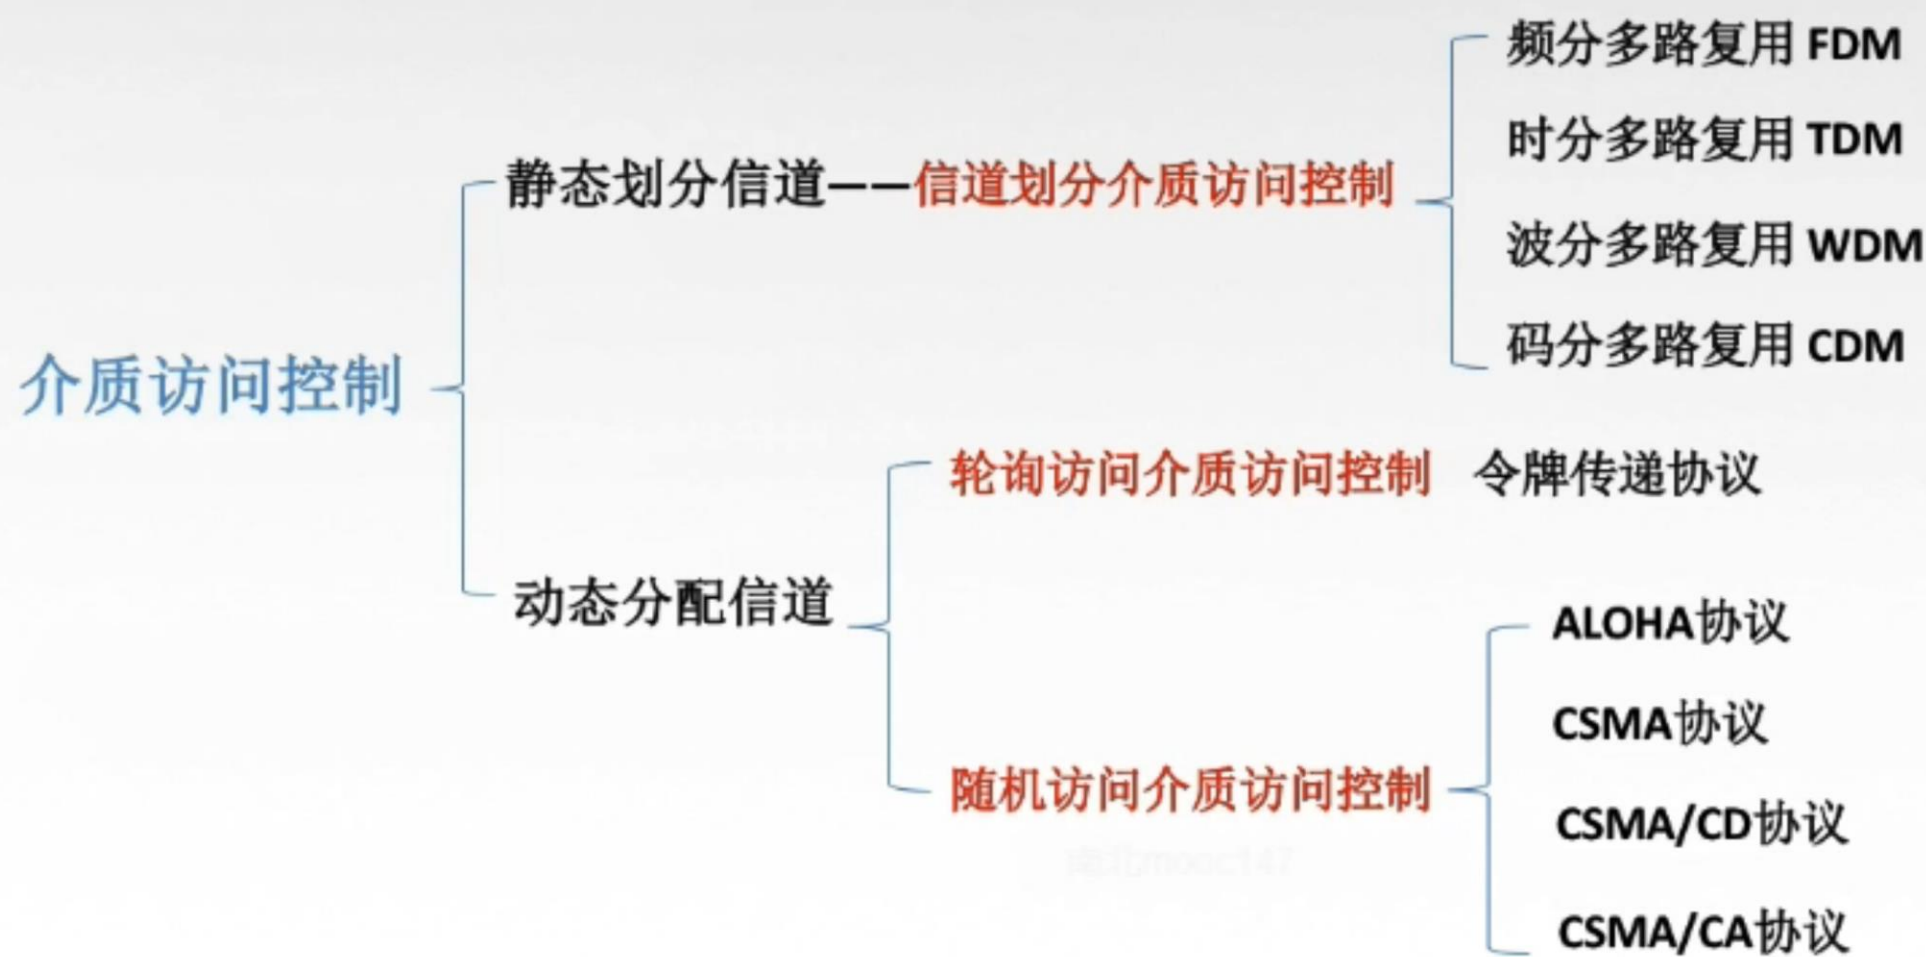 频分多路复用 FDM
时分多路复用 TDM
静态划分信道——信道划分介质访问控制
波分多路复用 WDM
码分多路复用 CDM
介质访问控制
轮询访问介质访问控制 令牌传递协议
动态分配信道
ALOHA协议
CSMA协议
随机访问介质访问控制
CSMA/CD协议
CSMA/CA协议